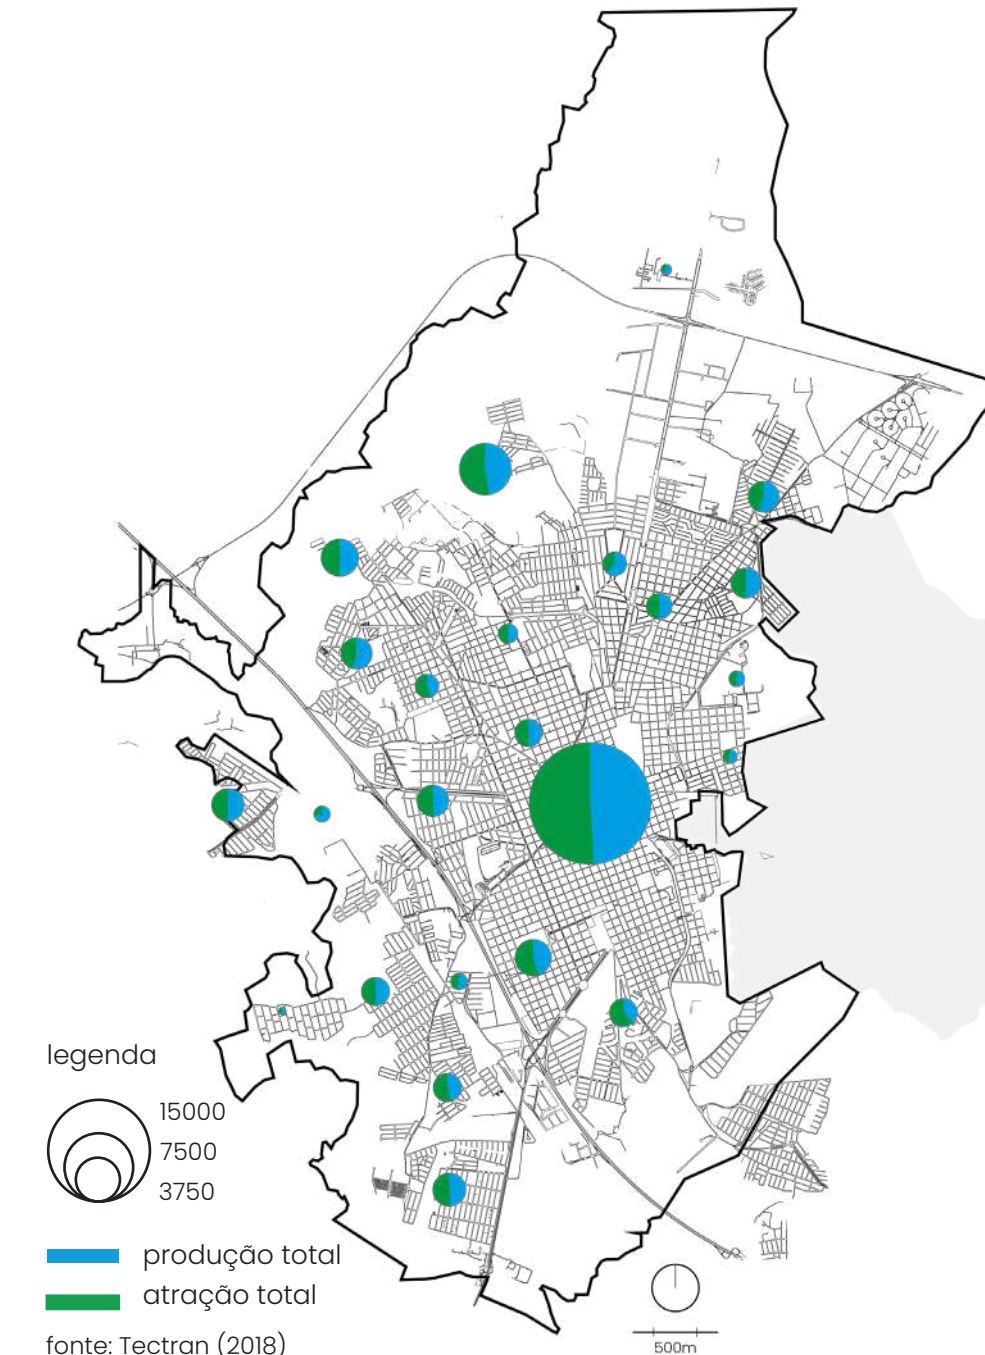 legenda
15000
7500
3750
produção total
atração total
fonte: Tectran (2018)
500m